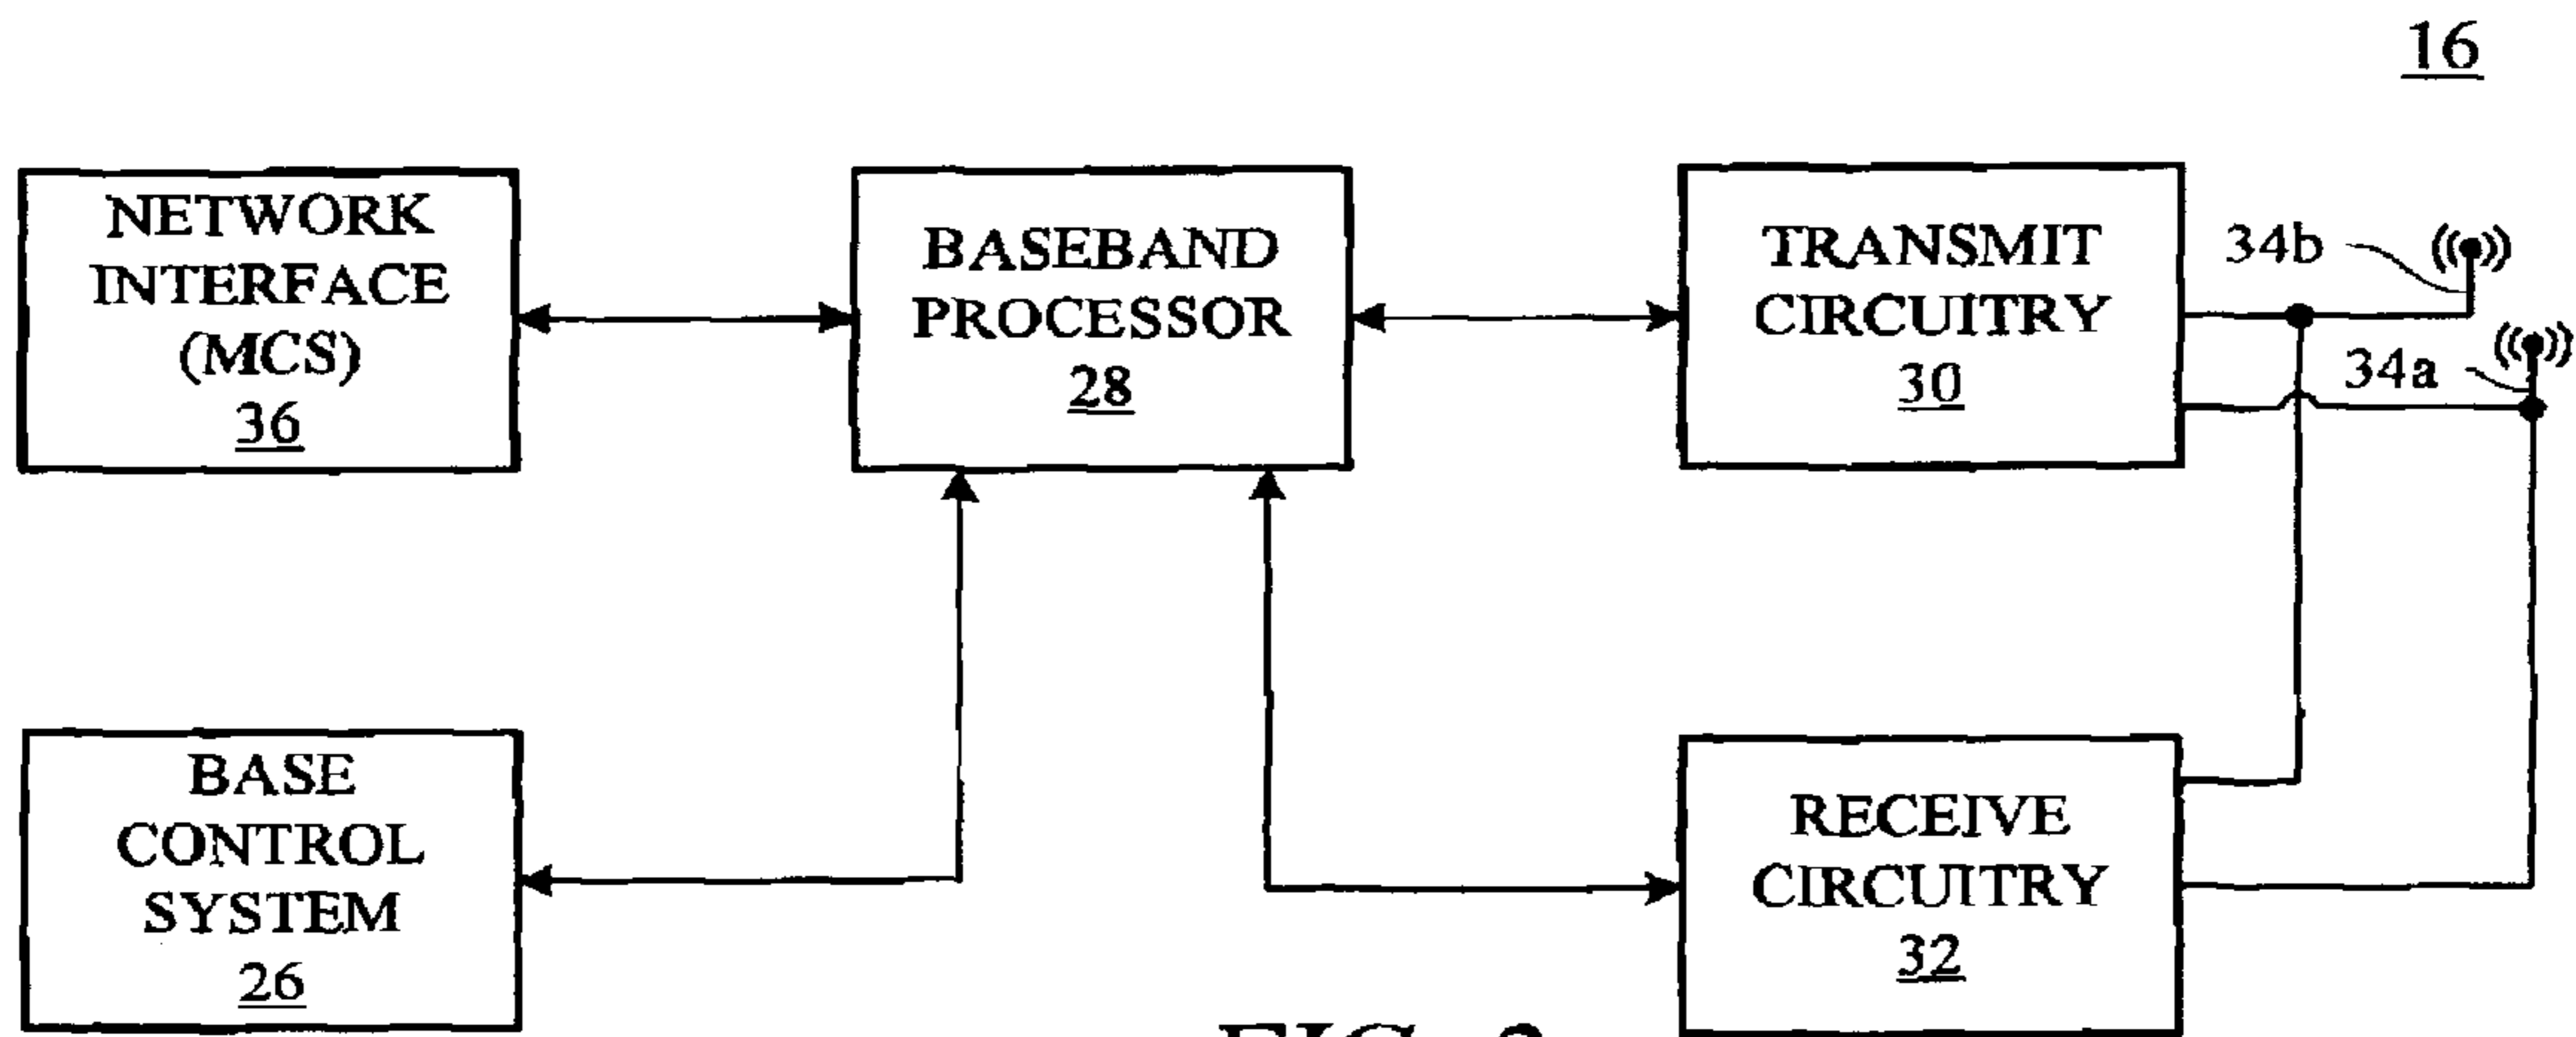 16
NETWORK
INTERFACE
(MCS)
36
BASEBAND
PROCESSOR
28
TRANSMIT
CIRCUITRY
30
34b
34a
BASE
CONTROL
SYSTEM
26
RECEIVE
CIRCUITRY
32